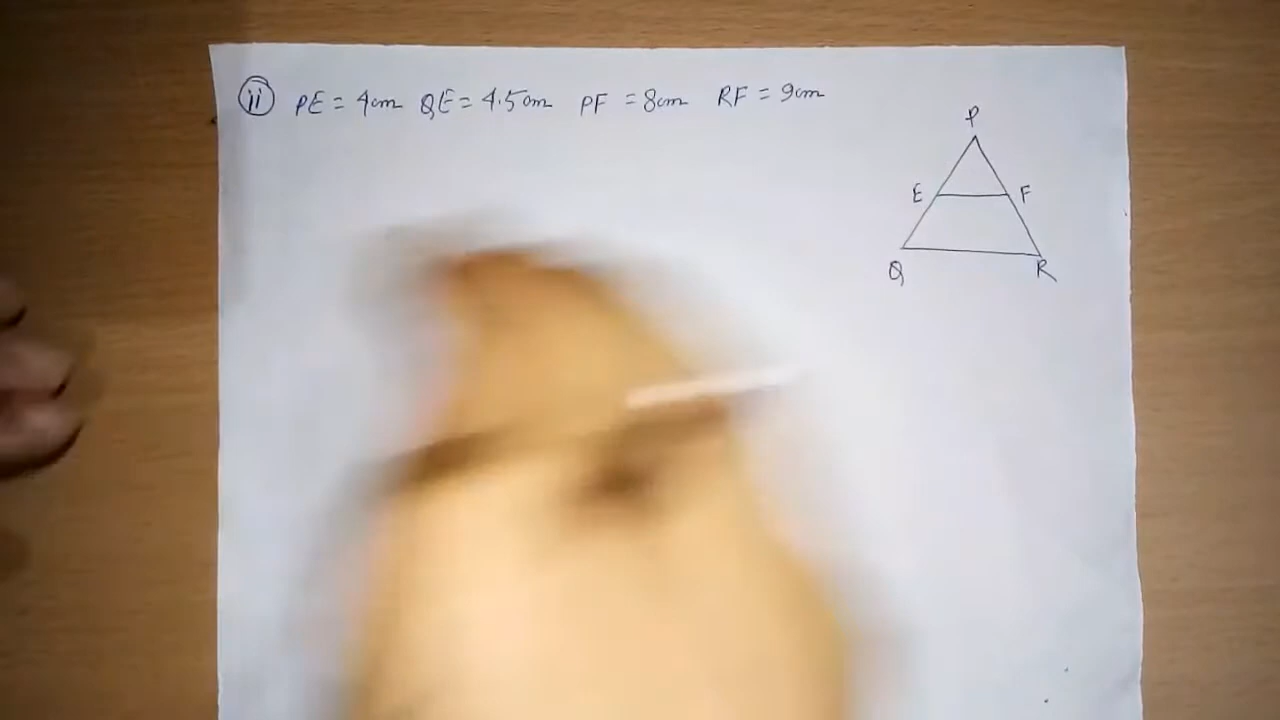 ii PE = 4cm QE = 4.5cm PF = 8cm RF = 9cm
P
E F
Q R